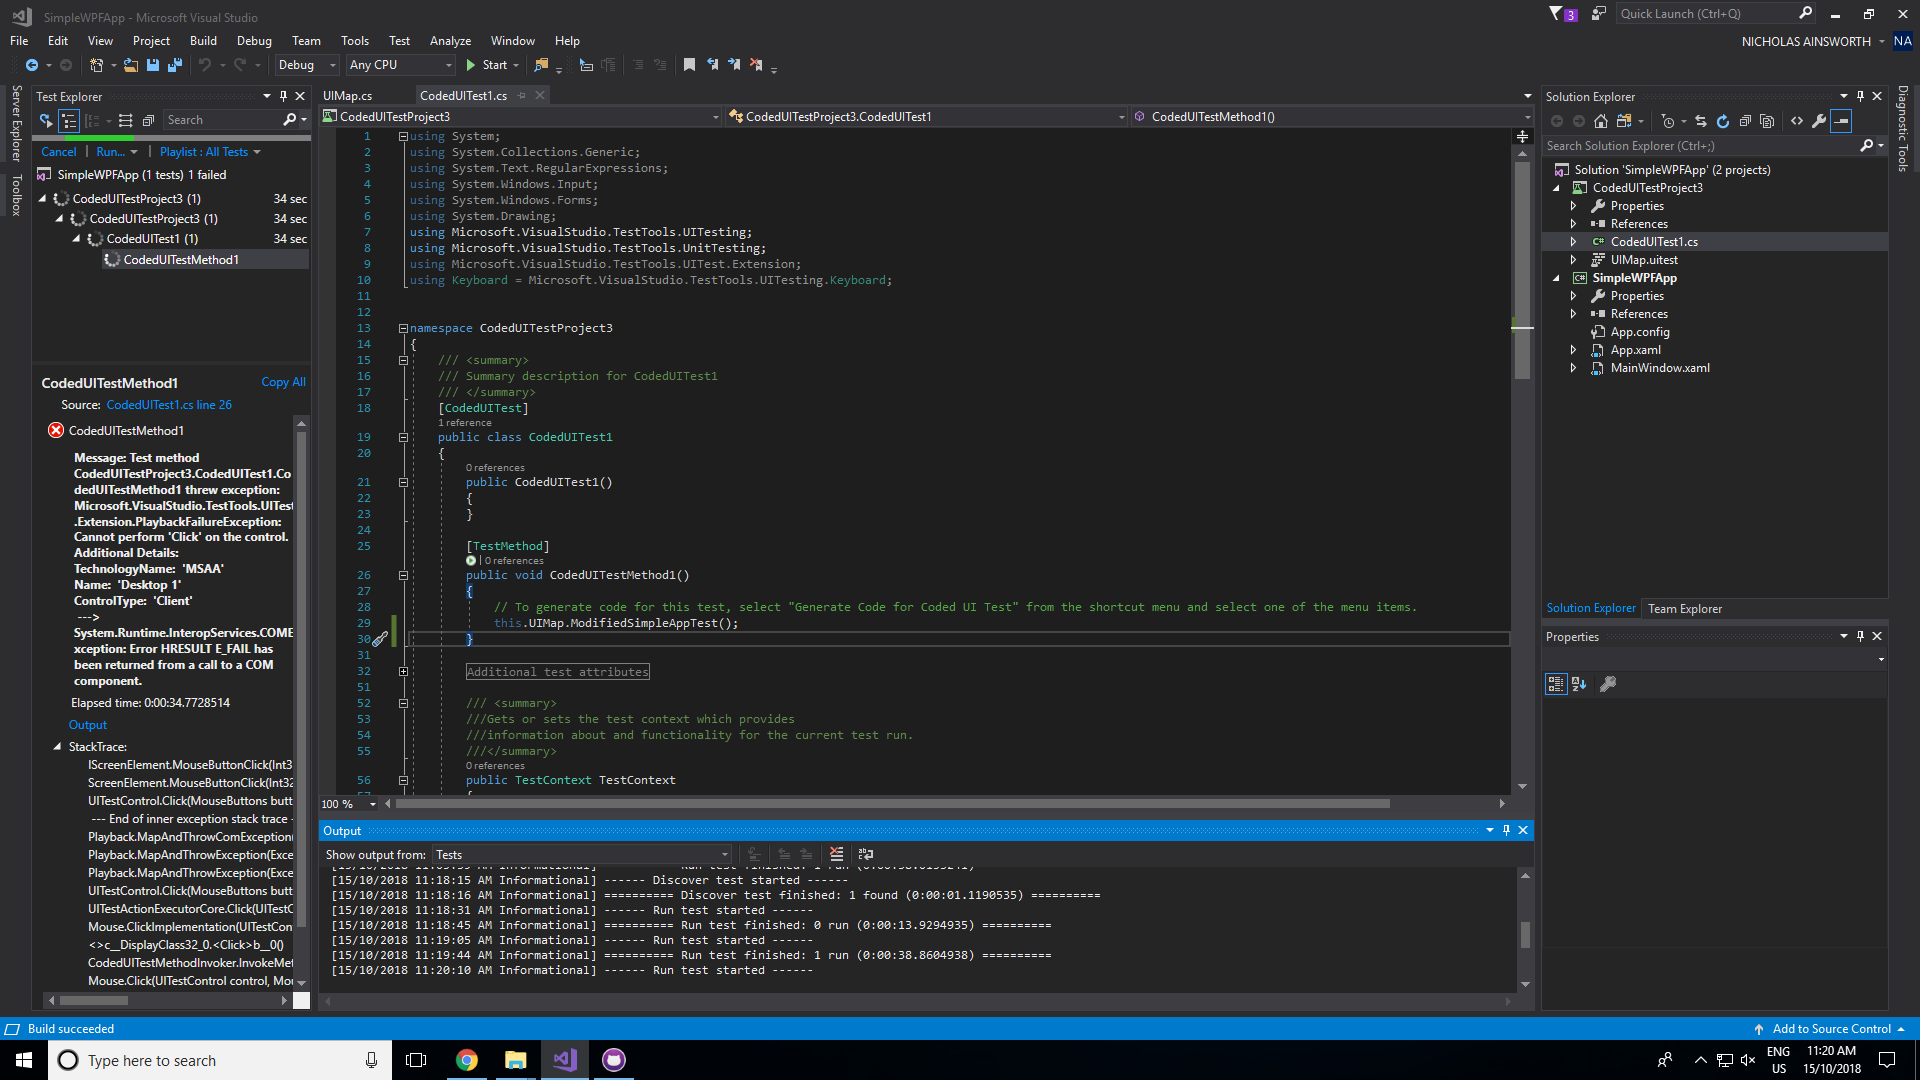 SimpleWPFApp - Microsoft Visual Studio
3
Quick Launch (Ctrl+Q)
File Edit View Project Build Debug Team Tools Test Analyze Window Help
NICHOLAS AINSWORTH NA
Debug Any CPU Start
Server Explorer
Toolbox
Test Explorer
Search
Cancel | Run... | Playlist : All Tests
SimpleWPFApp (1 tests) 1 failed
CodedUITestProject3 (1) 34 sec
CodedUITestProject3 (1) 34 sec
CodedUITest1 (1) 34 sec
CodedUITestMethod1
CodedUITestMethod1 Copy All
Source: CodedUITest1.cs line 26
CodedUITestMethod1
Message: Test method
CodedUITestProject3.CodedUITest1.Co
dedUITestMethod1 threw exception:
Microsoft.VisualStudio.TestTools.UITest
.Extension.PlaybackFailureException:
Cannot perform 'Click' on the control.
Additional Details:
TechnologyName: 'MSAA'
Name: 'Desktop 1'
ControlType: 'Client'
--->
System.Runtime.InteropServices.COME
xception: Error HRESULT E_FAIL has
been returned from a call to a COM
component.
Elapsed time: 0:00:34.7728514
Output
StackTrace:
IScreenElement.MouseButtonClick(Int3
ScreenElement.MouseButtonClick(Int32
UITestControl.Click(MouseButtons butt
--- End of inner exception stack trace -
Playback.MapAndThrowComException(
Playback.MapAndThrowException(Exce
Playback.MapAndThrowException(Exce
UITestControl.Click(MouseButtons butt
UITestActionExecutorCore.Click(UITestC
Mouse.ClickImplementation(UITestCon
<>c__DisplayClass32_0.<Click>b__0()
CodedUITestMethodInvoker.InvokeMet
Mouse.Click(UITestControl control, Mou
UIMap.cs CodedUITest1.cs
CodedUITestProject3 CodedUITestProject3.CodedUITest1 CodedUITestMethod1()
1 using System;
2 using System.Collections.Generic;
3 using System.Text.RegularExpressions;
4 using System.Windows.Input;
5 using System.Windows.Forms;
6 using System.Drawing;
7 using Microsoft.VisualStudio.TestTools.UITesting;
8 using Microsoft.VisualStudio.TestTools.UnitTesting;
9 using Microsoft.VisualStudio.TestTools.UITest.Extension;
10 using Keyboard = Microsoft.VisualStudio.TestTools.UITesting.Keyboard;
11
12
13 namespace CodedUITestProject3
14 {
15 /// <summary>
16 /// Summary description for CodedUITest1
17 /// </summary>
18 [CodedUITest]
1 reference
19 public class CodedUITest1
20 {
0 references
21 public CodedUITest1()
22 {
23 }
24
25 [TestMethod]
| 0 references
26 public void CodedUITestMethod1()
27 {
28 // To generate code for this test, select "Generate Code for Coded UI Test" from the shortcut menu and select one of the menu items.
29 this.UIMap.ModifiedSimpleAppTest();
30 }
31
32 Additional test attributes
51
52 /// <summary>
53 ///Gets or sets the test context which provides
54 ///information about and functionality for the current test run.
55 ///</summary>
0 references
56 public TestContext TestContext
57 {
100 %
Output
Show output from: Tests
[15/10/2018 11:18:15 AM Informational] ------ Discover test started ------
[15/10/2018 11:18:16 AM Informational] ========== Discover test finished: 1 found (0:00:01.1190535) ==========
[15/10/2018 11:18:31 AM Informational] ------ Run test started ------
[15/10/2018 11:18:45 AM Informational] ========== Run test finished: 0 run (0:00:13.9294935) ==========
[15/10/2018 11:19:05 AM Informational] ------ Run test started ------
[15/10/2018 11:19:44 AM Informational] ========== Run test finished: 1 run (0:00:38.8604938) ==========
[15/10/2018 11:20:10 AM Informational] ------ Run test started ------
Solution Explorer
Search Solution Explorer (Ctrl+;)
Solution 'SimpleWPFApp' (2 projects)
CodedUITestProject3
Properties
References
CodedUITest1.cs
UIMap.uitest
SimpleWPFApp
Properties
References
App.config
App.xaml
MainWindow.xaml
Solution Explorer Team Explorer
Properties
Diagnostic Tools
Build succeeded
Add to Source Control
Type here to search
ENG
US
11:20 AM
15/10/2018